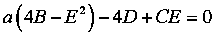 a(4B − E²) − 4D + CE = 0